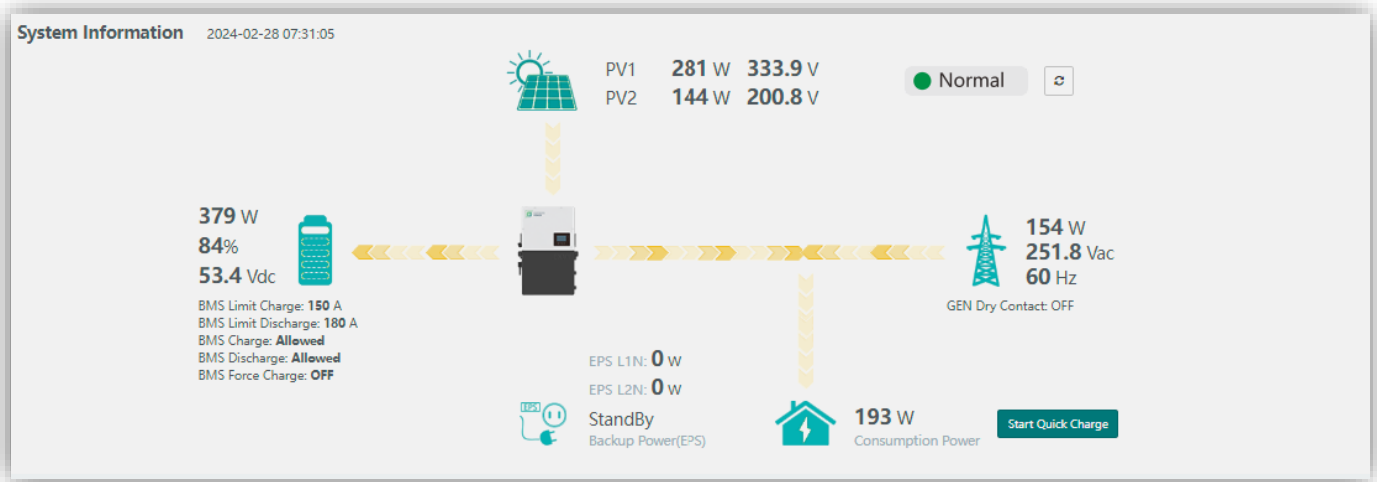 System Information 2024-02-28 07:31:05
PV1 281 W 333.9 V
PV2 144 W 200.8 V
Normal
379 W
84%
53.4 Vdc
BMS Limit Charge: 150 A
BMS Limit Discharge: 180 A
BMS Charge: Allowed
BMS Discharge: Allowed
BMS Force Charge: OFF
154 W
251.8 Vac
60 Hz
GEN Dry Contact: OFF
EPS L1N: 0 W
EPS L2N: 0 W
EPS
StandBy
Backup Power(EPS)
193 W
Consumption Power
Start Quick Charge